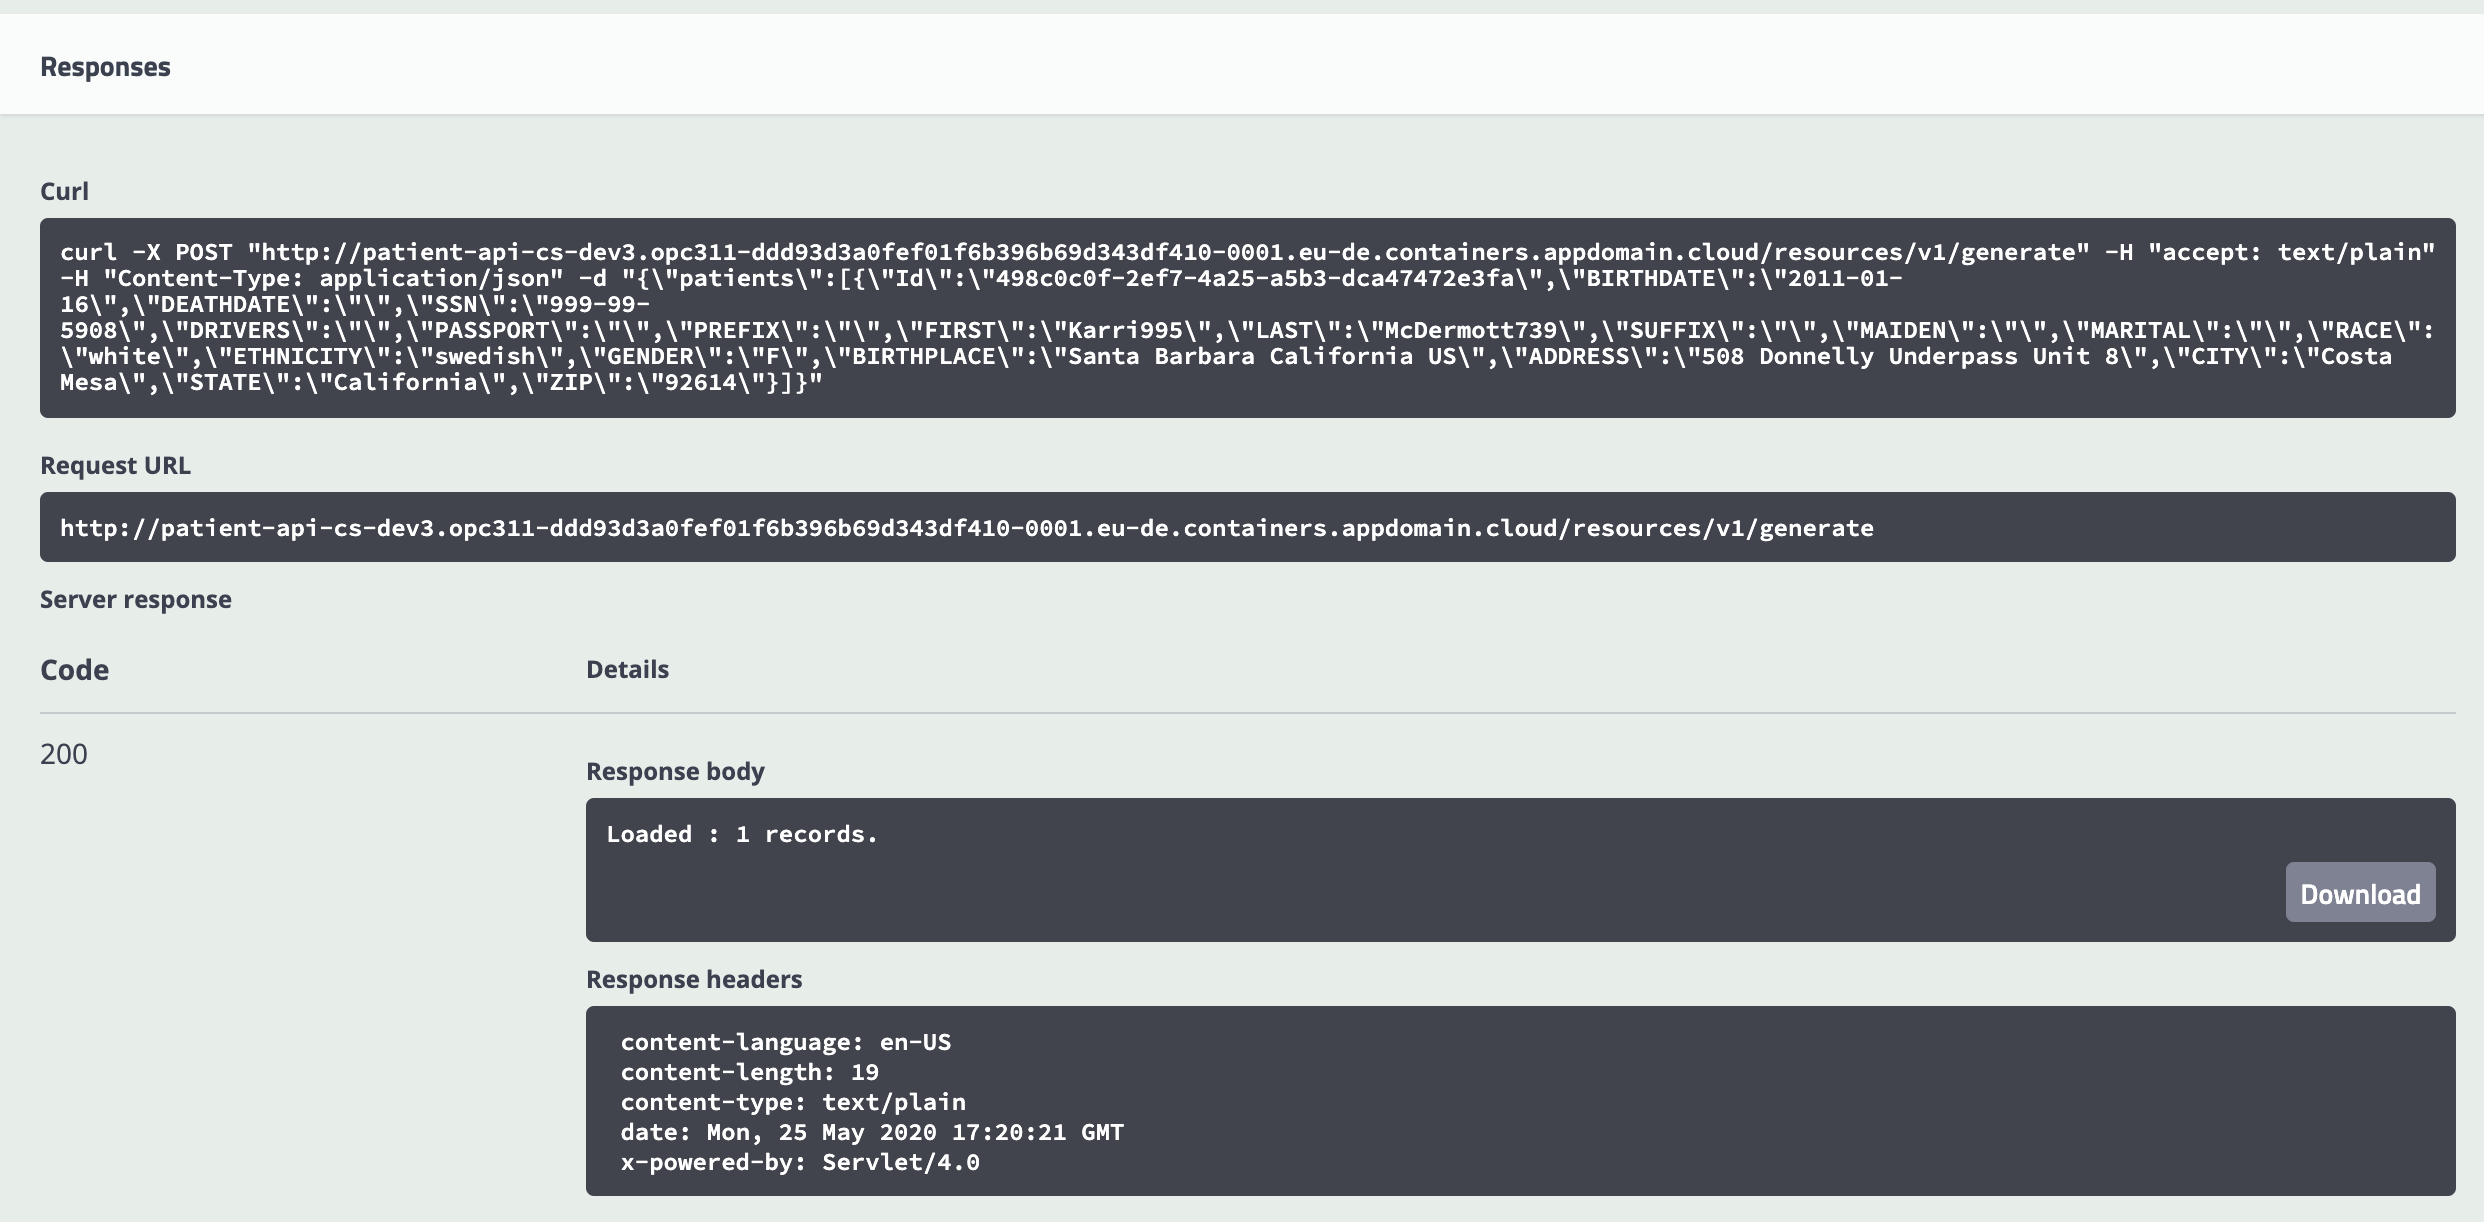 Responses
Curl
curl -X POST "http://patient-api-cs-dev3.opc311-ddd93d3a0fef01f6b396b69d343df410-0001.eu-de.containers.appdomain.cloud/resources/v1/generate" -H "accept: text/plain"
-H "Content-Type: application/json" -d "{\"patients\":[{\"Id\":\"498c0c0f-2ef7-4a25-a5b3-dca47472e3fa\",\"BIRTHDATE\":\"2011-01-
16\",\"DEATHDATE\":\"\",\"SSN\":\"999-99-
5908\",\"DRIVERS\":\"\",\"PASSPORT\":\"\",\"PREFIX\":\"\",\"FIRST\":\"Karri995\",\"LAST\":\"McDermott739\",\"SUFFIX\":\"\",\"MAIDEN\":\"\",\"MARITAL\":\"\",\"RACE\":
\"white\",\"ETHNICITY\":\"swedish\",\"GENDER\":\"F\",\"BIRTHPLACE\":\"Santa Barbara California US\",\"ADDRESS\":\"508 Donnelly Underpass Unit 8\",\"CITY\":\"Costa
Mesa\",\"STATE\":\"California\",\"ZIP\":\"92614\"}]}"
Request URL
http://patient-api-cs-dev3.opc311-ddd93d3a0fef01f6b396b69d343df410-0001.eu-de.containers.appdomain.cloud/resources/v1/generate
Server response
Code Details
200
Response body
Loaded : 1 records.
Download
Response headers
content-language: en-US
content-length: 19
content-type: text/plain
date: Mon, 25 May 2020 17:20:21 GMT
x-powered-by: Servlet/4.0